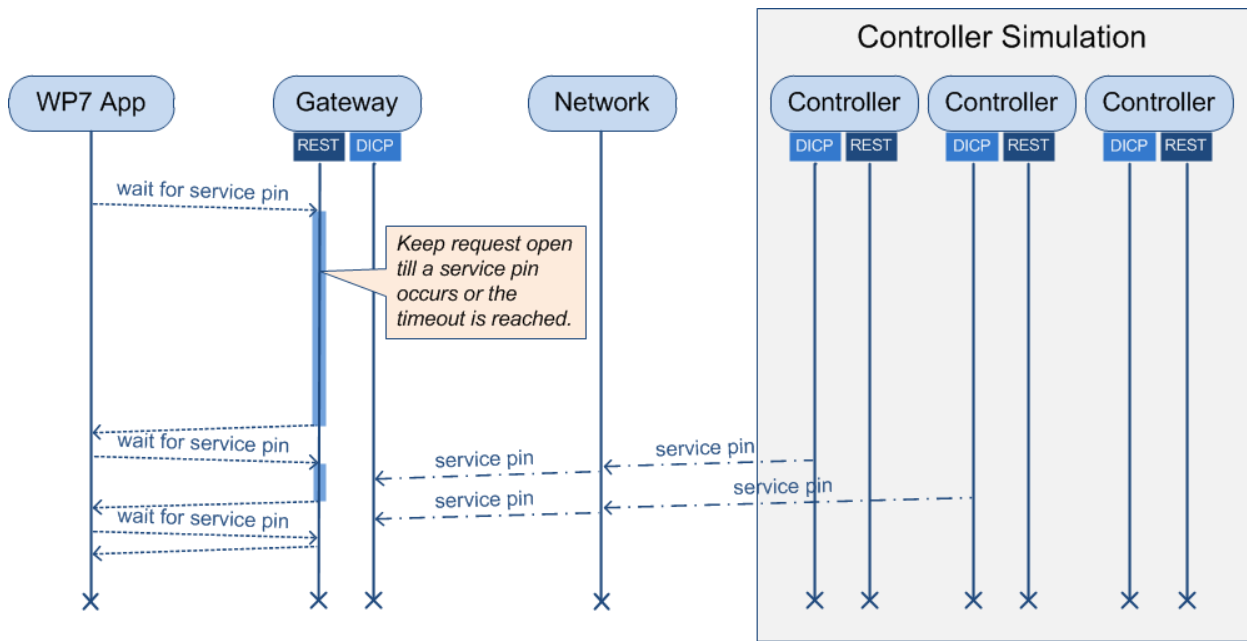 Controller Simulation
WP7 App
Gateway
Network
Controller
Controller
Controller
REST
DICP
DICP
REST
DICP
REST
DICP
REST
wait for service pin
Keep request open
till a service pin
occurs or the
timeout is reached.
wait for service pin
service pin
service pin
service pin
service pin
wait for service pin